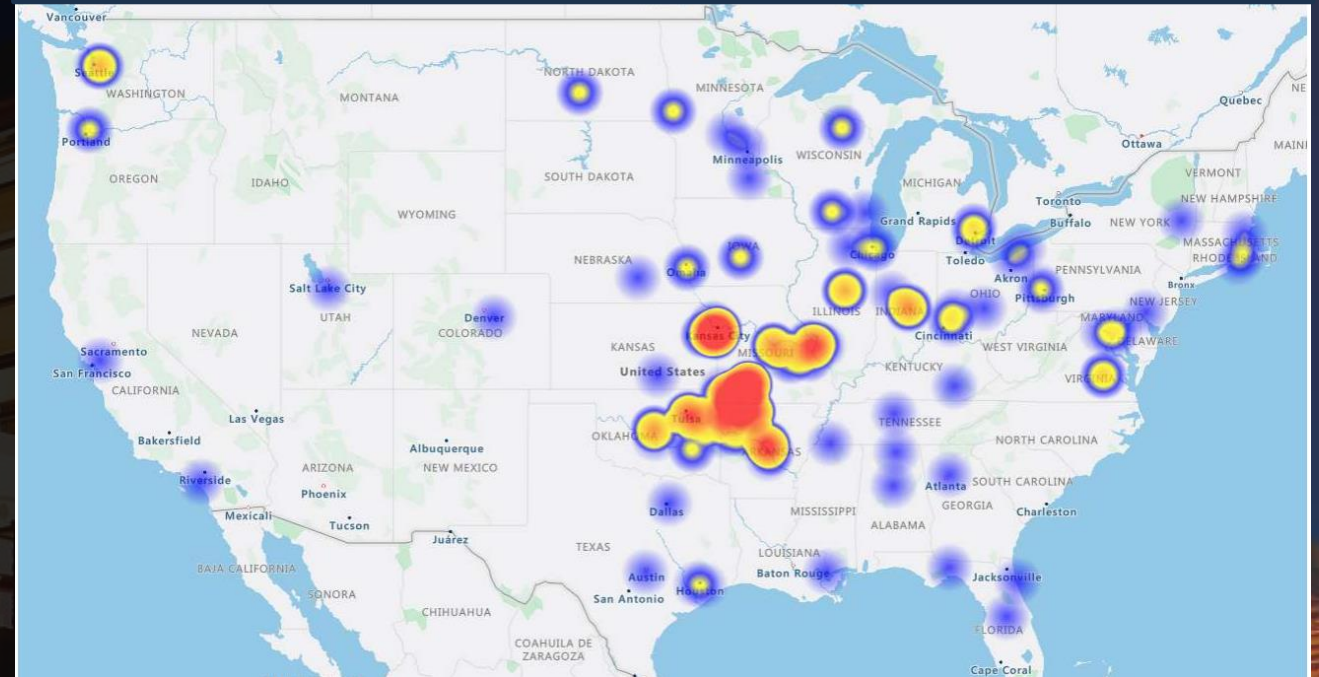 Vancouver
Seattle
WASHINGTON
MONTANA
NORTH DAKOTA
MINNESOTA
Quebec
NE
Ottawa
MAIN
Portland
Minneapolis
WISCONSIN
OREGON
IDAHO
SOUTH DAKOTA
MICHIGAN
VERMONT
NEW HAMPSHIRE
Toronto
WYOMING
Grand Rapids
Buffalo
NEW YORK
Detroit
MASSACHUSETTS
IOWA
Chicago
Toledo
RHODE ISLAND
NEBRASKA
Omaha
Akron
PENNSYLVANIA
Salt Lake City
OHIO
Pittsburgh
Bronx
NEW JERSEY
UTAH
Denver
ILLINOIS
INDIANA
MARYLAND
NEVADA
COLORADO
Kansas City
Cincinnati
DELAWARE
Sacramento
KANSAS
MISSOURI
WEST VIRGINIA
San Francisco
United States
KENTUCKY
VIRGINIA
CALIFORNIA
Las Vegas
Tulsa
TENNESSEE
Bakersfield
Albuquerque
OKLAHOMA
NORTH CAROLINA
ARIZONA
NEW MEXICO
ARKANSAS
Riverside
Phoenix
Atlanta
SOUTH CAROLINA
Mexicali
Tucson
Dallas
MISSISSIPPI
GEORGIA
Charleston
ALABAMA
Juárez
TEXAS
LOUISIANA
BAJA CALIFORNIA
Austin
Baton Rouge
Jacksonville
SONORA
San Antonio
Houston
CHIHUAHUA
FLORIDA
COAHUILA DE
ZARAGOZA
Cape Coral